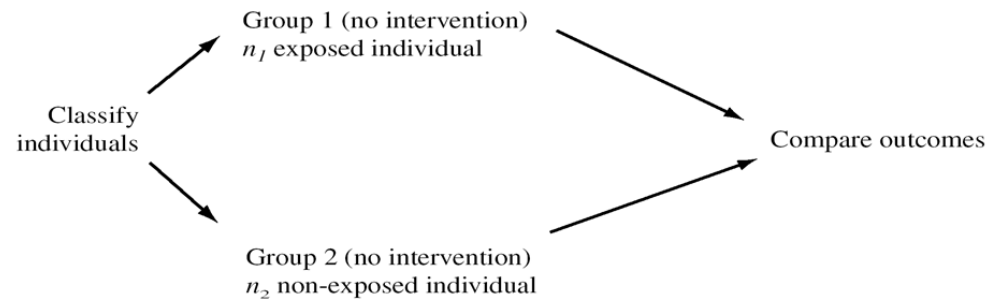 Group 1 (no intervention)
n₁ exposed individual
Classify
individuals
Compare outcomes
Group 2 (no intervention)
n₂ non-exposed individual